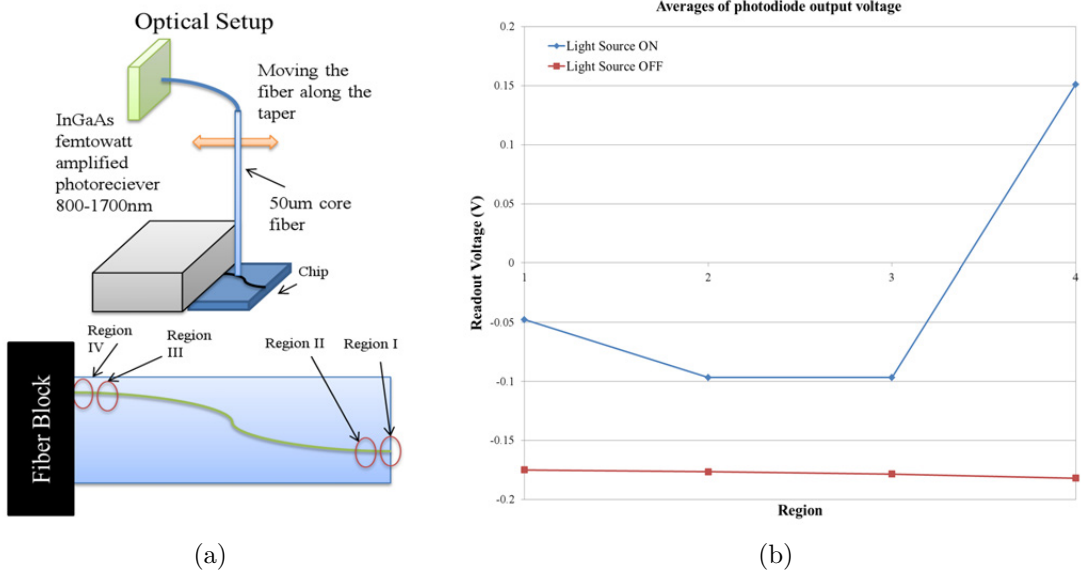 Optical Setup
Moving the
fiber along the
taper
InGaAs
femtowatt
amplified
photoreciever
800-1700nm
50um core
fiber
Chip
Region
IV
Region
III
Region II
Region I
Fiber Block
(a)
Averages of photodiode output voltage
Light Source ON
Light Source OFF
Readout Voltage (V)
0.2
0.15
0.1
0.05
0
-0.05
-0.1
-0.15
-0.2
1
2
3
4
Region
(b)